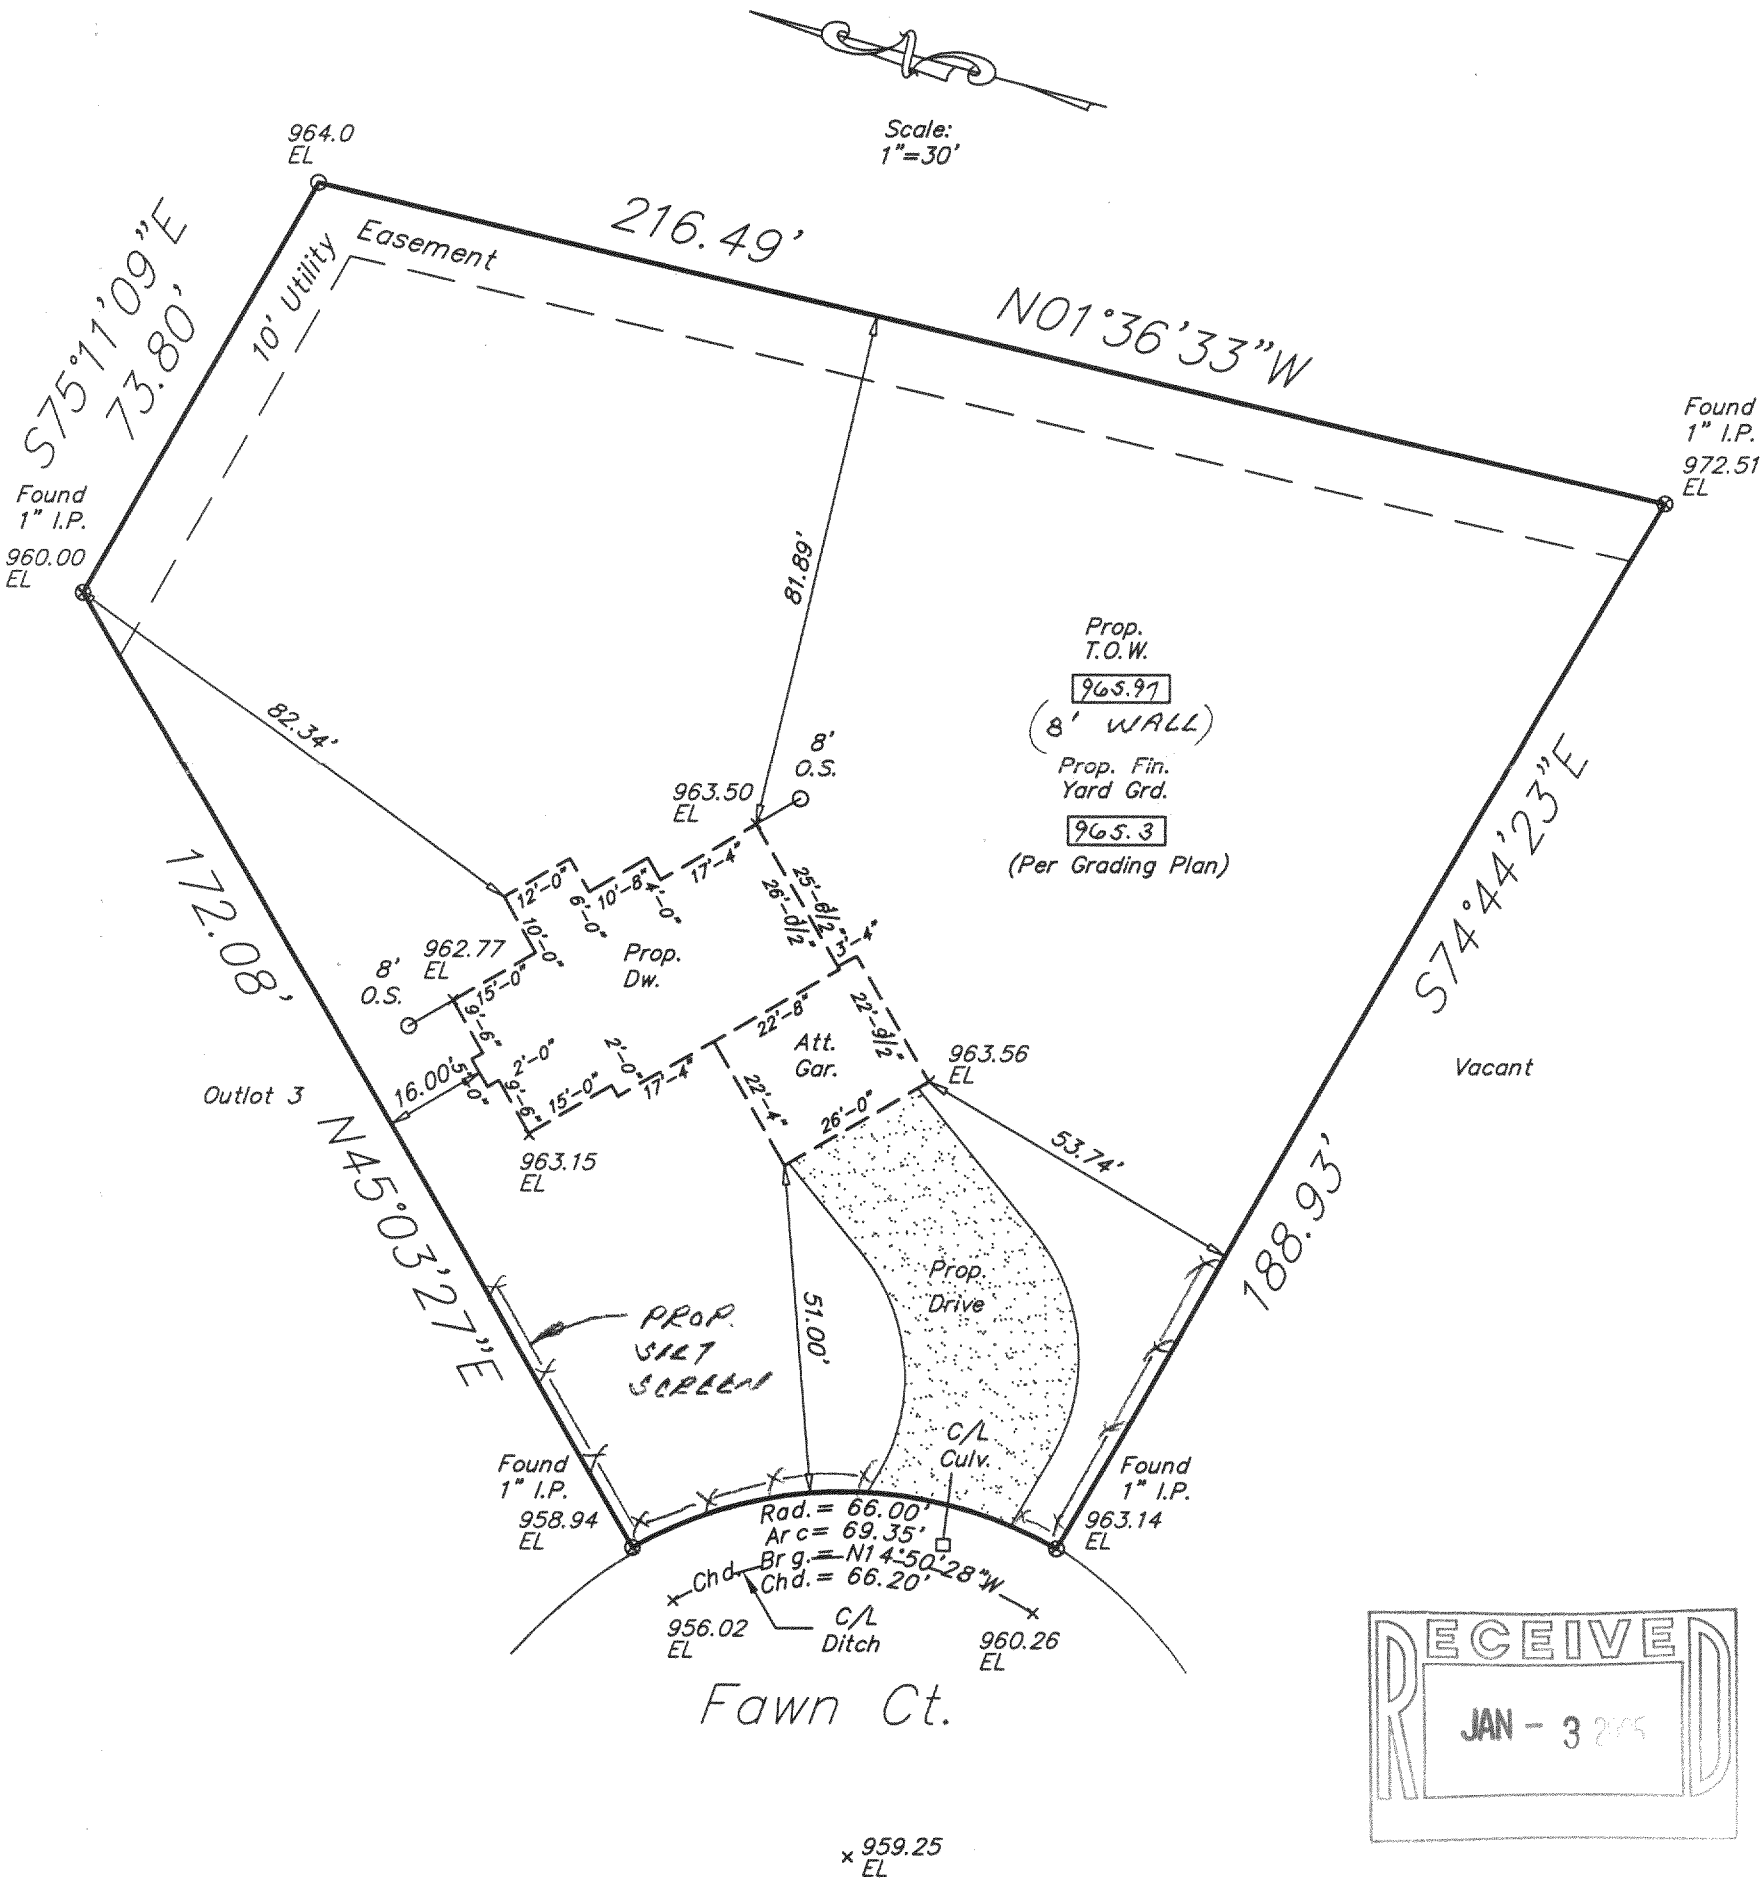 Scale:
1"=30'
964.0
EL
216.49'
N01°36'33"W
S75°11'09"E
73.80'
10' Utility
Easement
Found
1" I.P.
972.51
EL
Found
1" I.P.
960.00
EL
81.89'
82.34'
Prop.
T.O.W.
965.97
(8' WALL)
Prop. Fin.
Yard Grd.
965.3
(Per Grading Plan)
8'
O.S.
963.50
EL
S74°44'23"E
188.93'
172.08'
N45°03'27"E
12'-0"
6'-0"
10'-8"
4'-0"
17'-4"
25'-6 1/2"
26'-0 1/2"
3'-4"
10'-0"
962.77
EL
8'
O.S.
15'-0"
9'-6"
Prop.
Dw.
22'-8"
22'-9 1/2"
Att.
Gar.
963.56
EL
Vacant
Outlot 3
16.00'
5'-0"
2'-0"
9'-6"
15'-0"
2'-0"
17'-4"
22'-4"
26'-0"
963.15
EL
53.74'
51.00'
Prop.
Drive
PROP.
SILT
SCREEN
C/L
Culv.
Found
1" I.P.
958.94
EL
Found
1" I.P.
963.14
EL
Rad.= 66.00'
Arc= 69.35'
Chd. Brg.= N14°50'28"W
Chd.= 66.20'
956.02
EL
C/L
Ditch
960.26
EL
Fawn Ct.
RECEIVED
JAN - 3
959.25
EL